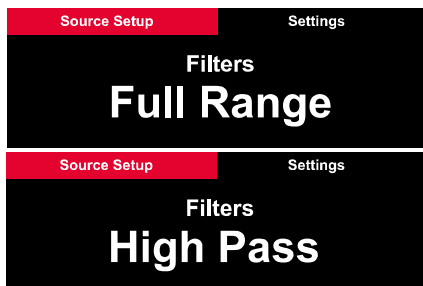 Source Setup Settings
Filters
Full Range
Source Setup Settings
Filters
High Pass